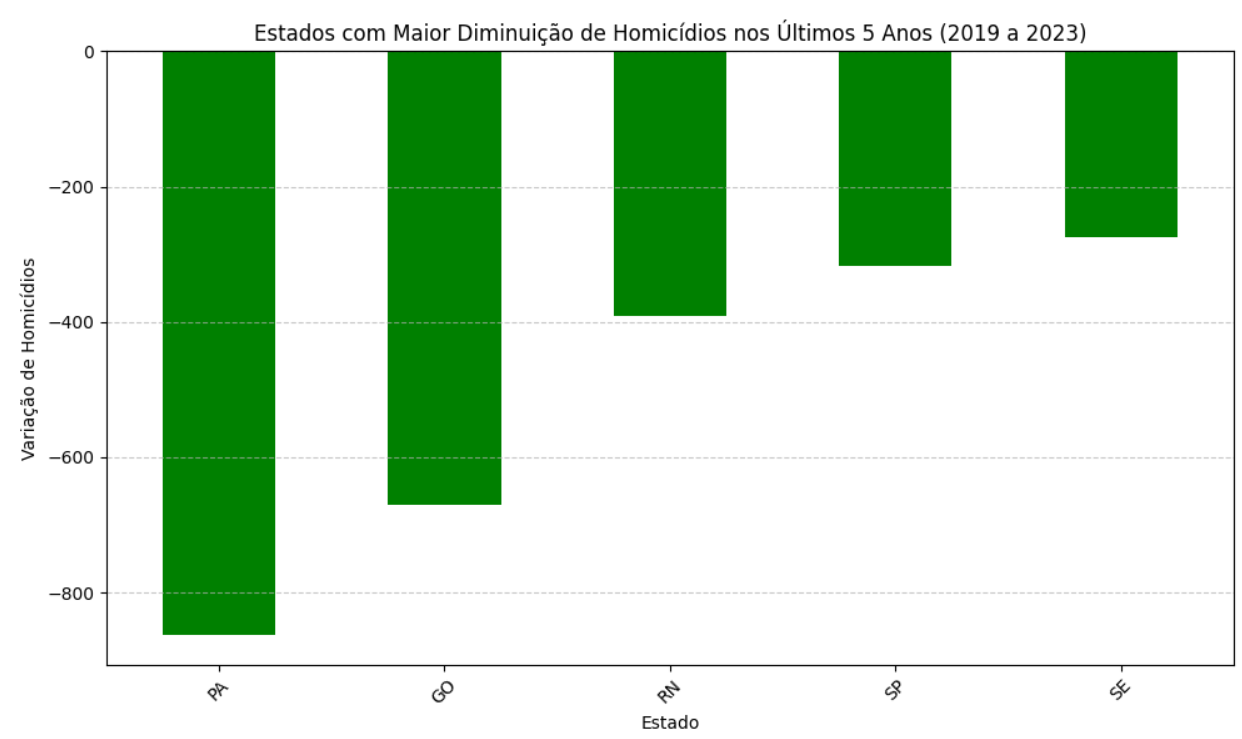 Estados com Maior Diminuição de Homicídios nos Últimos 5 Anos (2019 a 2023)
0
−200
−400
−600
−800
Variação de Homicídios
PA
GO
RN
SP
SE
Estado